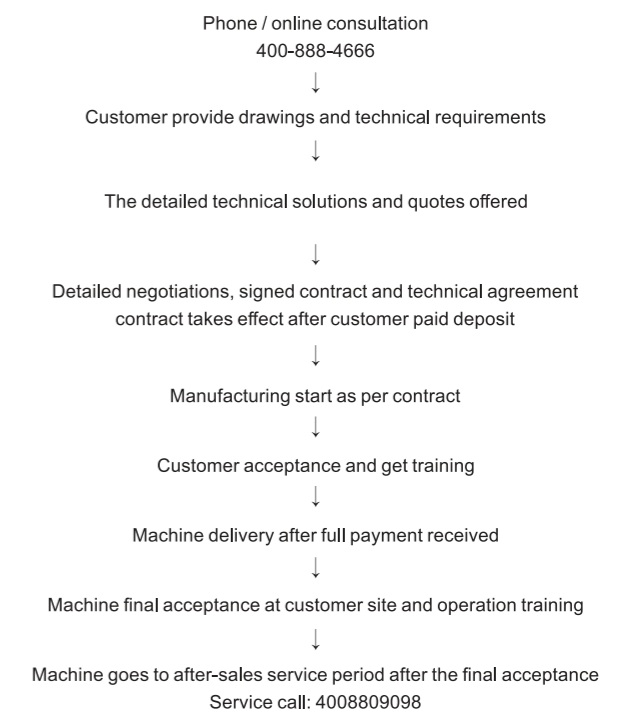 Phone / online consultation
400-888-4666
↓
Customer provide drawings and technical requirements
↓
The detailed technical solutions and quotes offered
↓
Detailed negotiations, signed contract and technical agreement
contract takes effect after customer paid deposit
↓
Manufacturing start as per contract
↓
Customer acceptance and get training
↓
Machine delivery after full payment received
↓
Machine final acceptance at customer site and operation training
↓
Machine goes to after-sales service period after the final acceptance
Service call: 4008809098